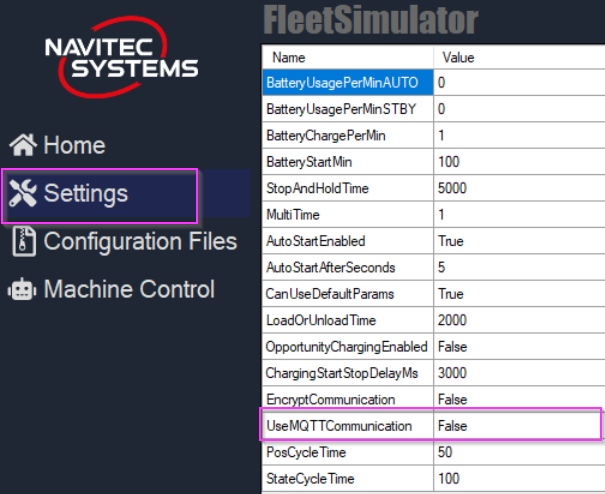 NAVITEC
SYSTEMS
Home
Settings
Configuration Files
Machine Control
FleetSimulator
Name Value
BatteryUsagePerMinAUTO 0
BatteryUsagePerMinSTBY 0
BatteryChargePerMin 1
BatteryStartMin 100
StopAndHoldTime 5000
MultiTime 1
AutoStartEnabled True
AutoStartAfterSeconds 5
CanUseDefaultParams True
LoadOrUnloadTime 2000
OpportunityChargingEnabled False
ChargingStartStopDelayMs 3000
EncryptCommunication False
UseMQTTCommunication False
PosCycleTime 50
StateCycleTime 100